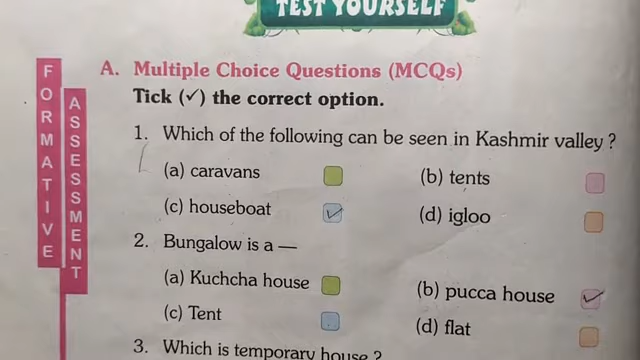 TEST YOURSELF
FORMATIVE
ASSESSMENT
A. Multiple Choice Questions (MCQs)
Tick (✓) the correct option.
1. Which of the following can be seen in Kashmir valley ?
(a) caravans (b) tents
(c) houseboat ✓ (d) igloo
2. Bungalow is a —
(a) Kuchcha house (b) pucca house ✓
(c) Tent (d) flat
3. Which is temporary house ?